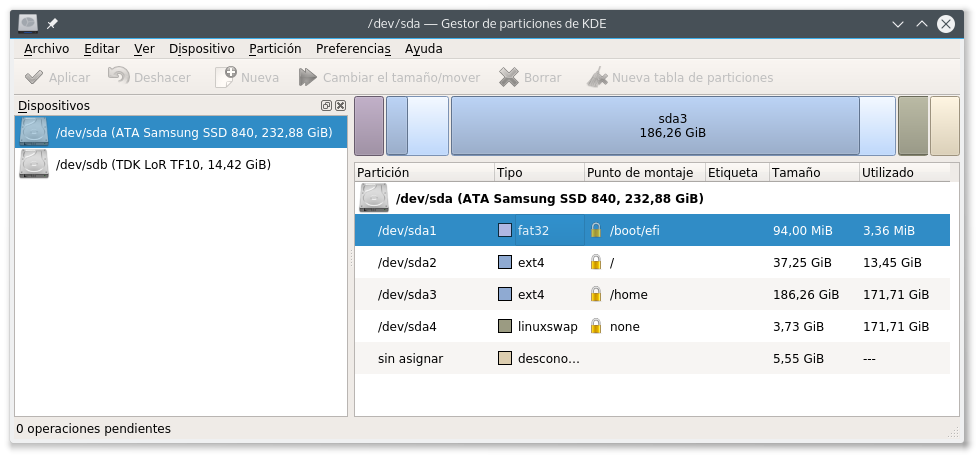 /dev/sda — Gestor de particiones de KDE
Archivo Editar Ver Dispositivo Partición Preferencias Ayuda
Aplicar Deshacer Nueva Cambiar el tamaño/mover Borrar Nueva tabla de particiones
Dispositivos
/dev/sda (ATA Samsung SSD 840, 232,88 GiB)
/dev/sdb (TDK LoR TF10, 14,42 GiB)
sda3
186,26 GiB
Partición Tipo Punto de montaje Etiqueta Tamaño Utilizado
/dev/sda (ATA Samsung SSD 840, 232,88 GiB)
/dev/sda1 fat32 /boot/efi 94,00 MiB 3,36 MiB
/dev/sda2 ext4 / 37,25 GiB 13,45 GiB
/dev/sda3 ext4 /home 186,26 GiB 171,71 GiB
/dev/sda4 linuxswap none 3,73 GiB 171,71 GiB
sin asignar descono... 5,55 GiB ---
0 operaciones pendientes